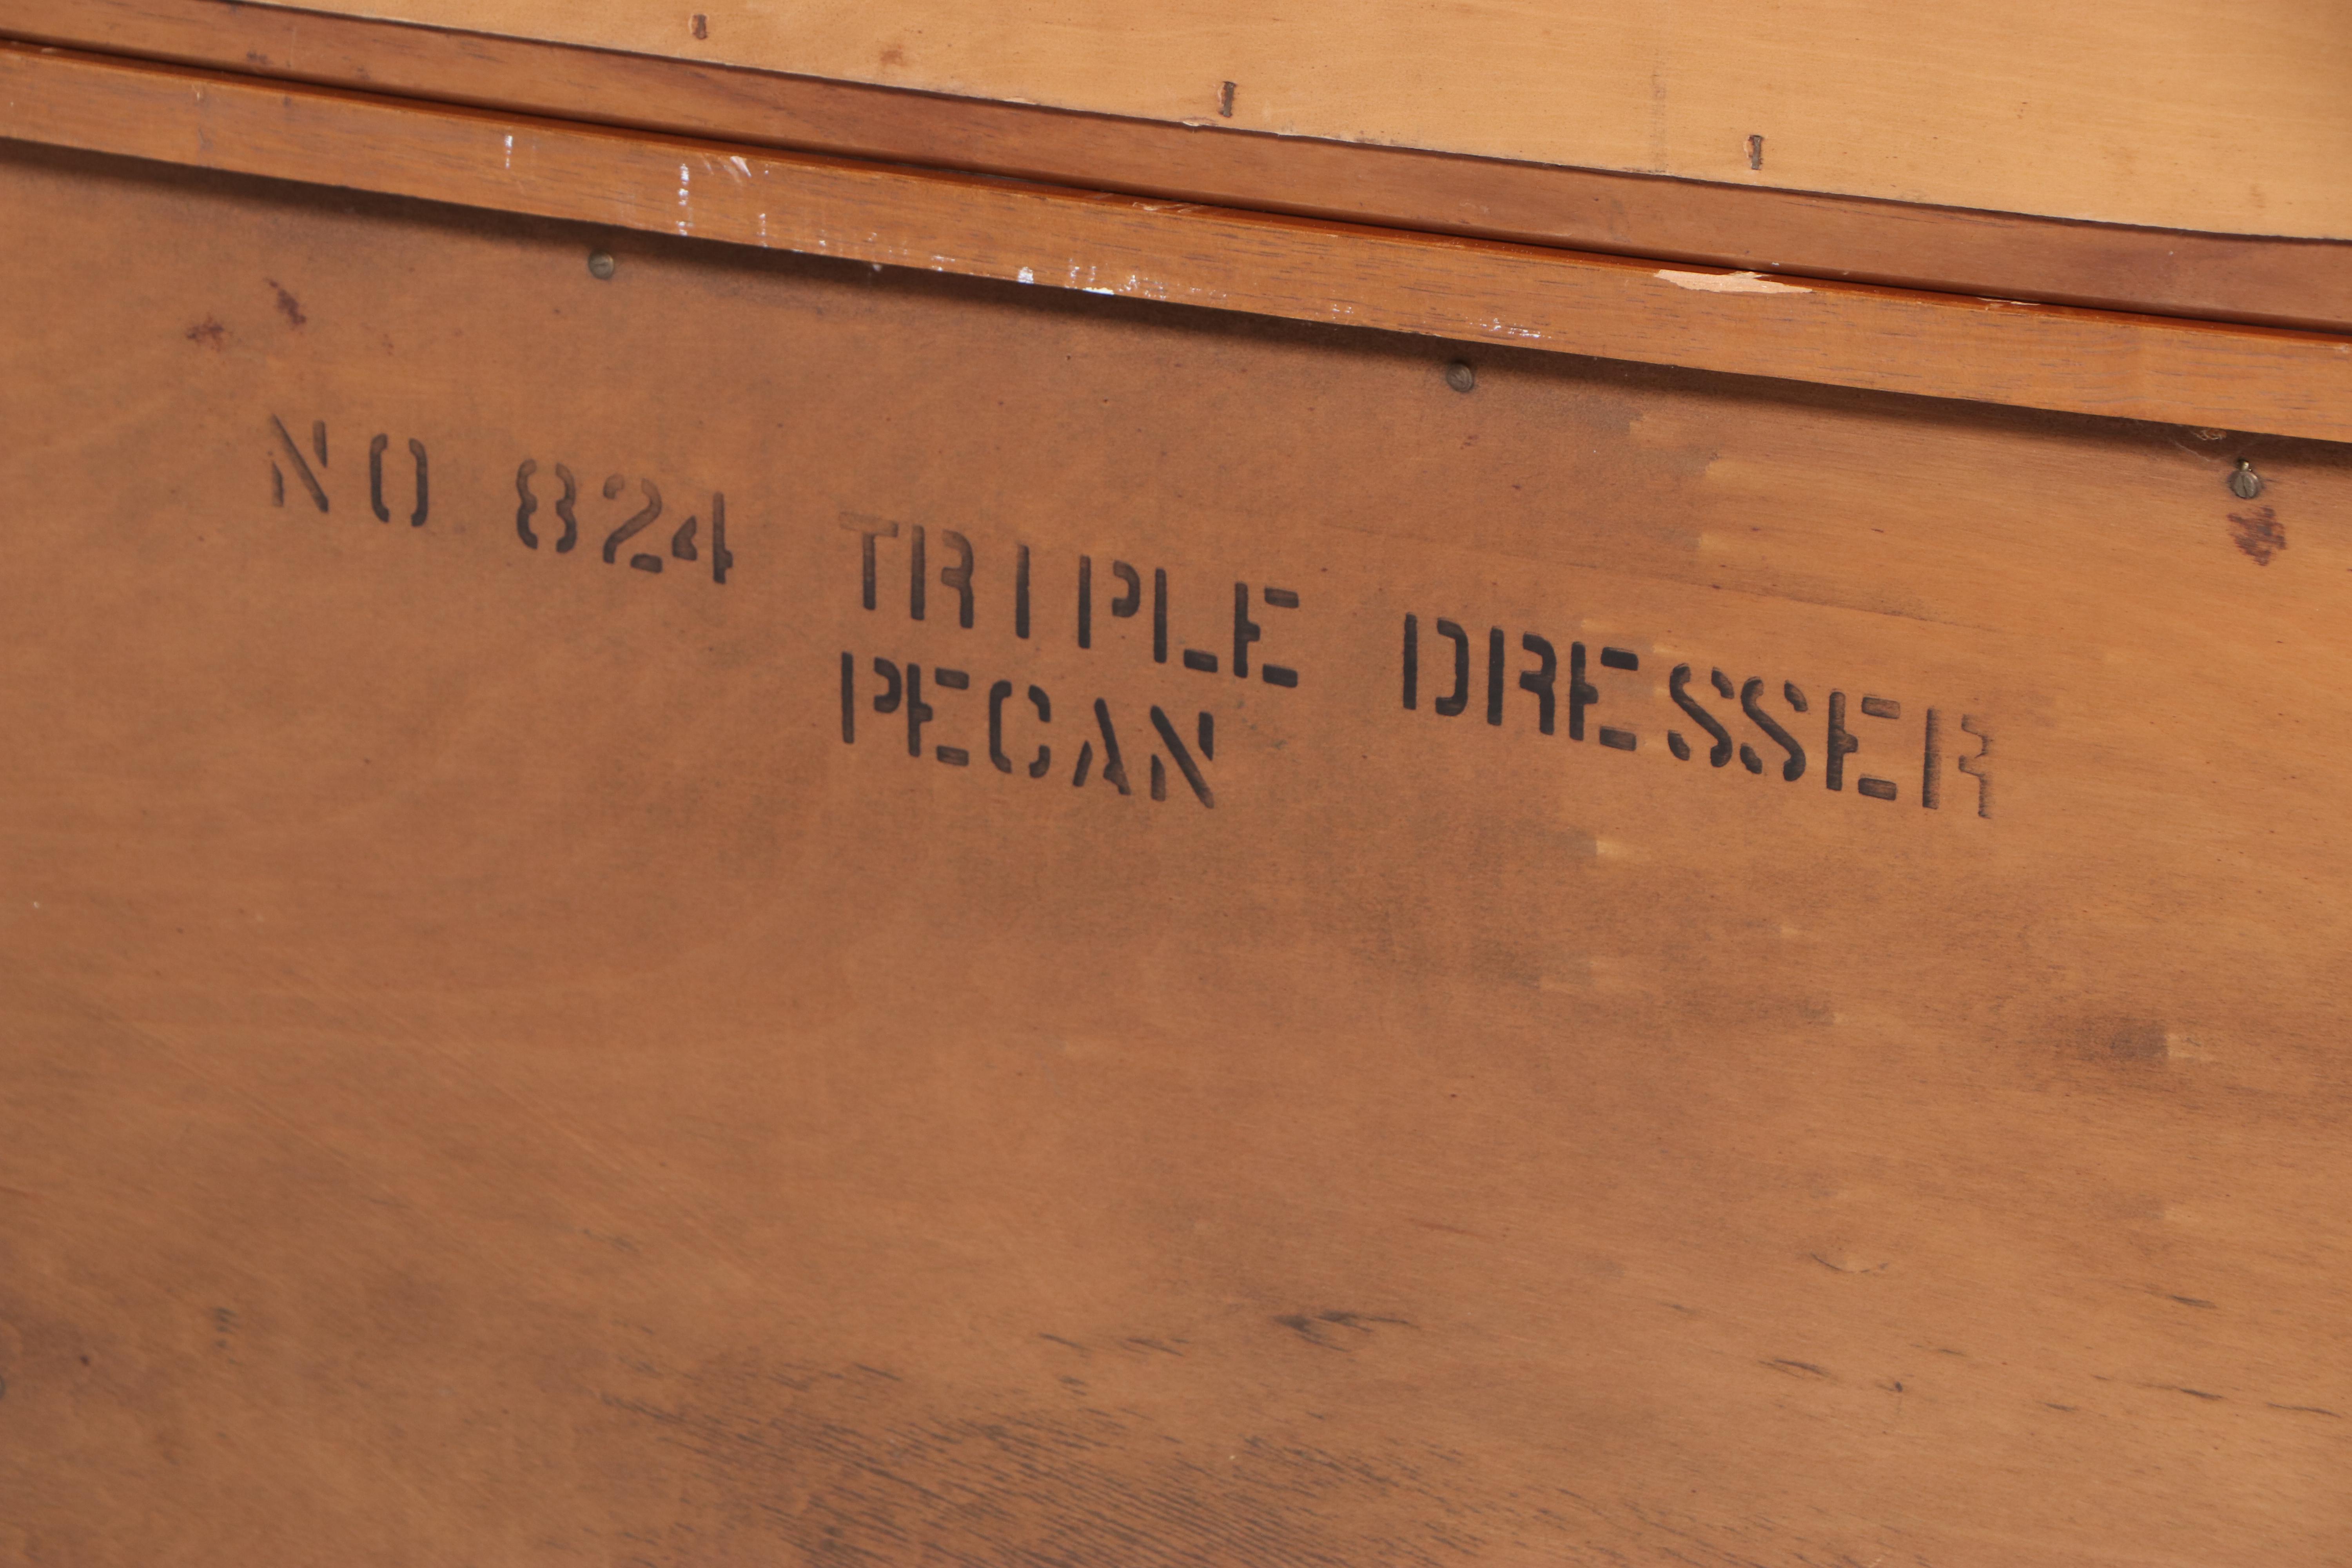 NO 824 TRIPLE DRESSER
PECAN